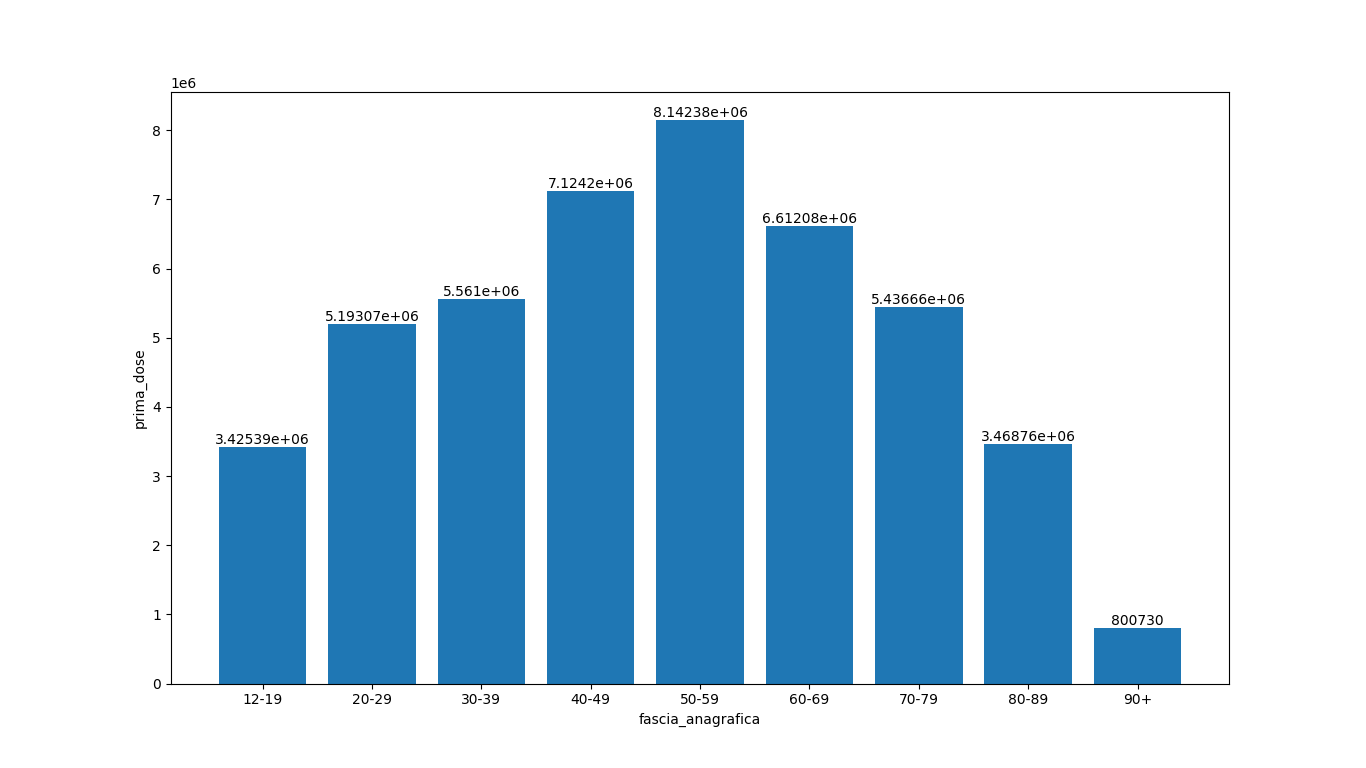 1e6
8.14238e+06
8
7.1242e+06
7
6.61208e+06
6
5.561e+06
5.43666e+06
5.19307e+06
5
prima_dose
4
3.42539e+06
3.46876e+06
3
2
1
800730
0
12-19 20-29 30-39 40-49 50-59 60-69 70-79 80-89 90+
fascia_anagrafica